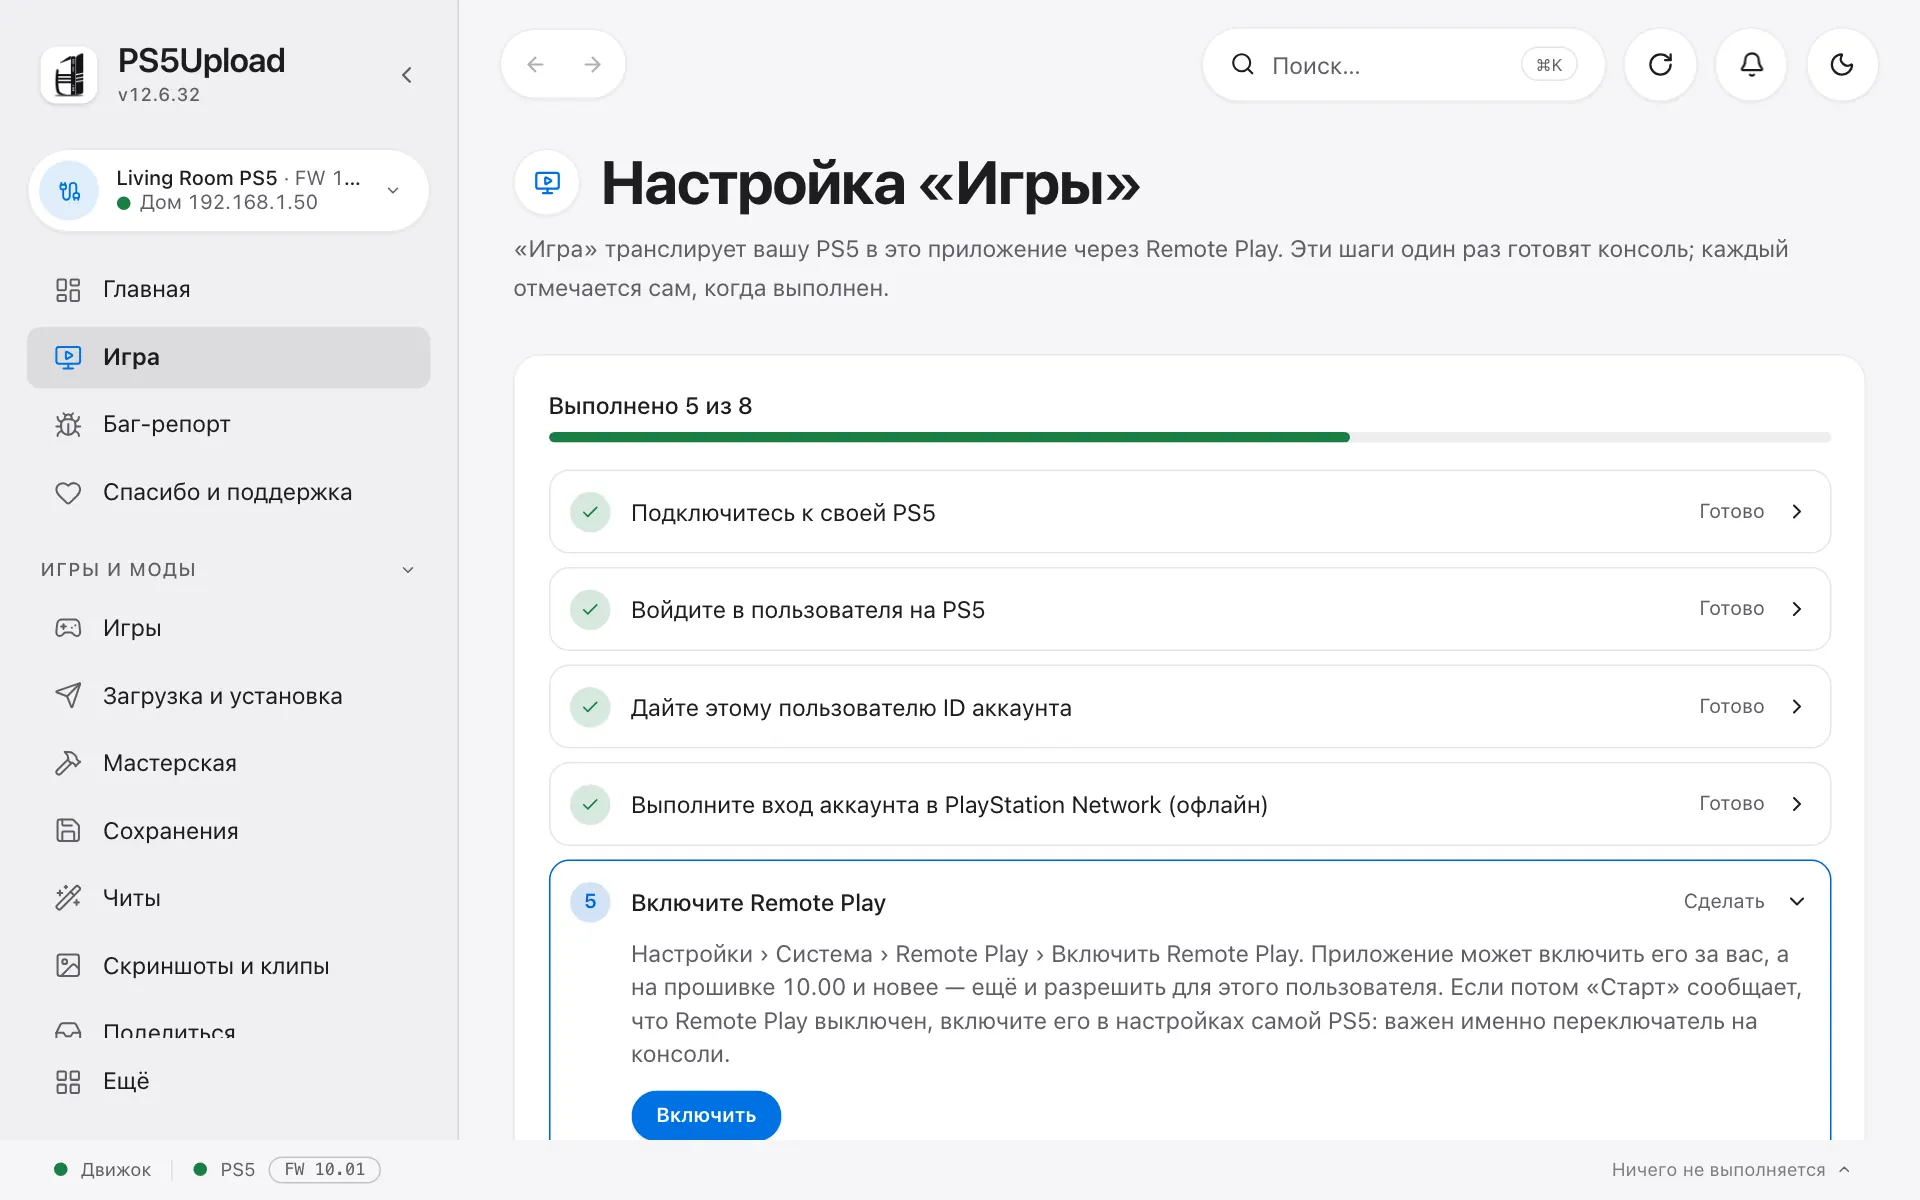 PS5Upload
v12.6.32
Living Room PS5 · FW 1...
Дом 192.168.1.50
Главная
Игра
Баг-репорт
Спасибо и поддержка
ИГРЫ И МОДЫ
Игры
Загрузка и установка
Мастерская
Сохранения
Читы
Скриншоты и клипы
Поделиться
Ещё
Поиск...
⌘K
Настройка «Игры»
«Игра» транслирует вашу PS5 в это приложение через Remote Play. Эти шаги один раз готовят консоль; каждый
отмечается сам, когда выполнен.
Выполнено 5 из 8
Подключитесь к своей PS5
Готово
Войдите в пользователя на PS5
Готово
Дайте этому пользователю ID аккаунта
Готово
Выполните вход аккаунта в PlayStation Network (офлайн)
Готово
5
Включите Remote Play
Сделать
Настройки › Система › Remote Play › Включить Remote Play. Приложение может включить его за вас, а
на прошивке 10.00 и новее — ещё и разрешить для этого пользователя. Если потом «Старт» сообщает,
что Remote Play выключен, включите его в настройках самой PS5: важен именно переключатель на
консоли.
Включить
Движок
PS5
FW 10.01
Ничего не выполняется